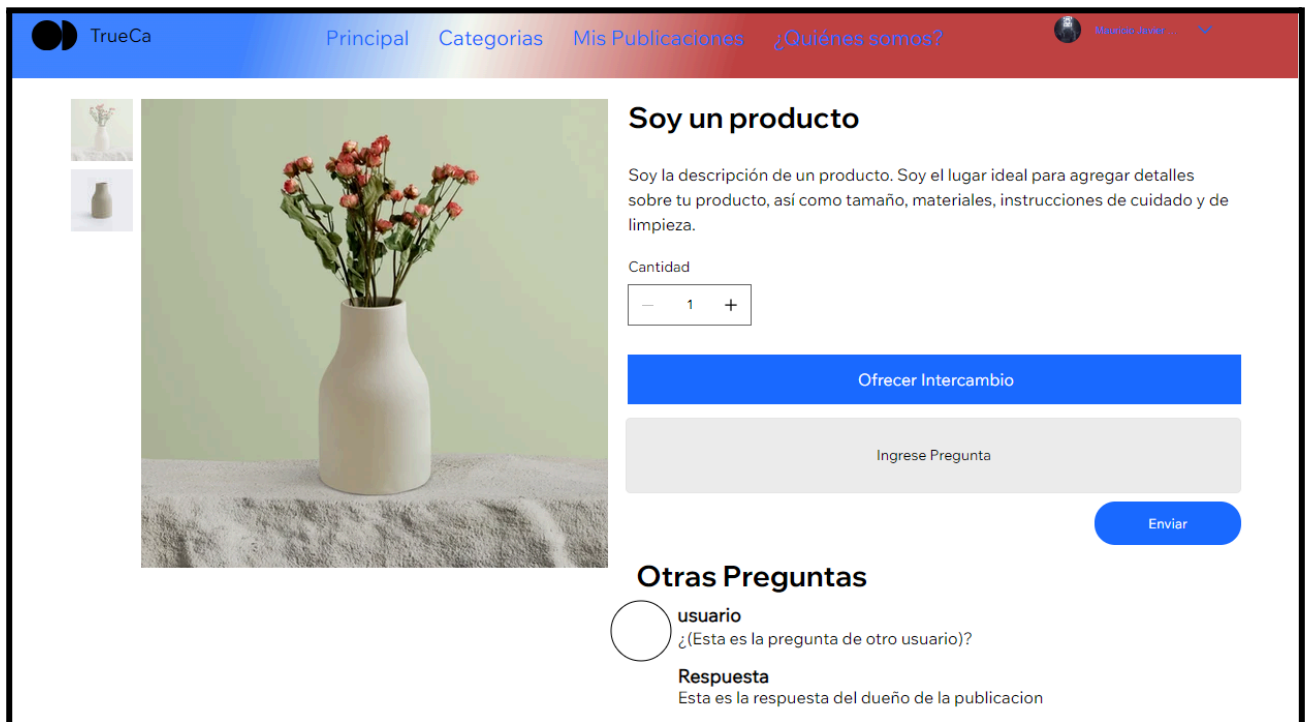 TrueCa
Principal Categorias Mis Publicaciones ¿Quiénes somos?
Mauricio Javier ...
Soy un producto
Soy la descripción de un producto. Soy el lugar ideal para agregar detalles
sobre tu producto, así como tamaño, materiales, instrucciones de cuidado y de
limpieza.
Cantidad
1
Ofrecer Intercambio
Ingrese Pregunta
Enviar
Otras Preguntas
usuario
¿(Esta es la pregunta de otro usuario)?
Respuesta
Esta es la respuesta del dueño de la publicacion